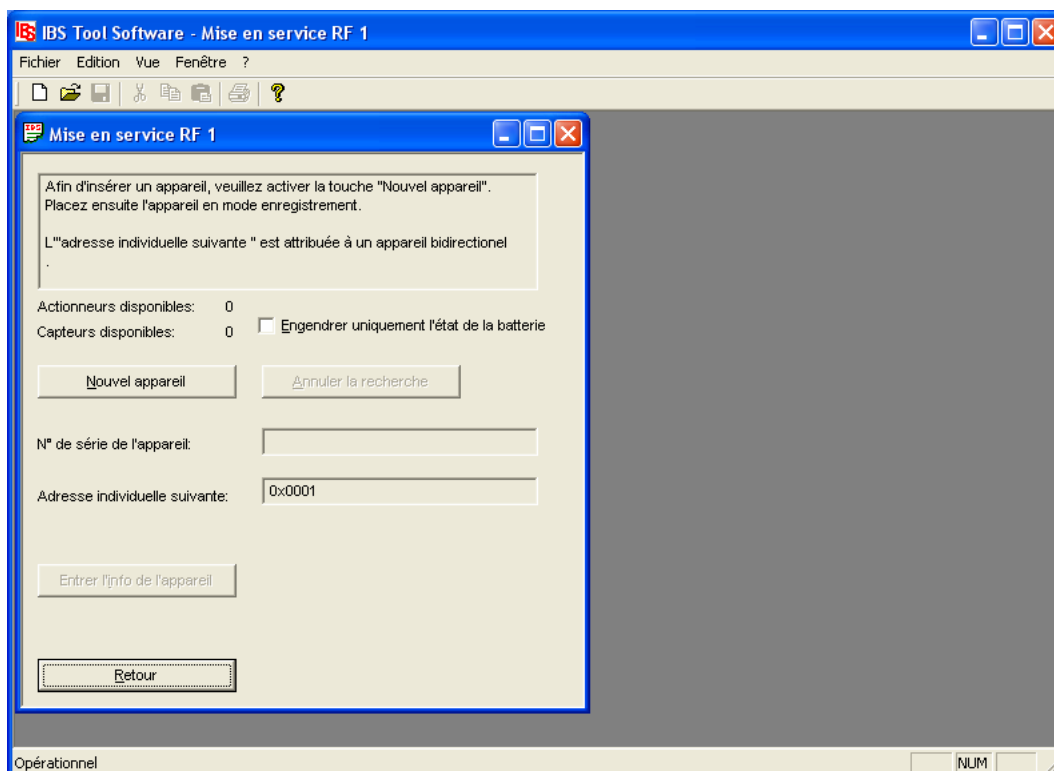 IBS IBS Tool Software - Mise en service RF 1
Fichier Edition Vue Fenêtre ?
IBS Mise en service RF 1
Afin d'insérer un appareil, veuillez activer la touche "Nouvel appareil".
Placez ensuite l'appareil en mode enregistrement.
L'"adresse individuelle suivante " est attribuée à un appareil bidirectionel
.
Actionneurs disponibles: 0
Capteurs disponibles: 0
Engendrer uniquement l'état de la batterie
Nouvel appareil
Annuler la recherche
N° de série de l'appareil:
Adresse individuelle suivante: 0x0001
Entrer l'info de l'appareil
Retour
Opérationnel
NUM